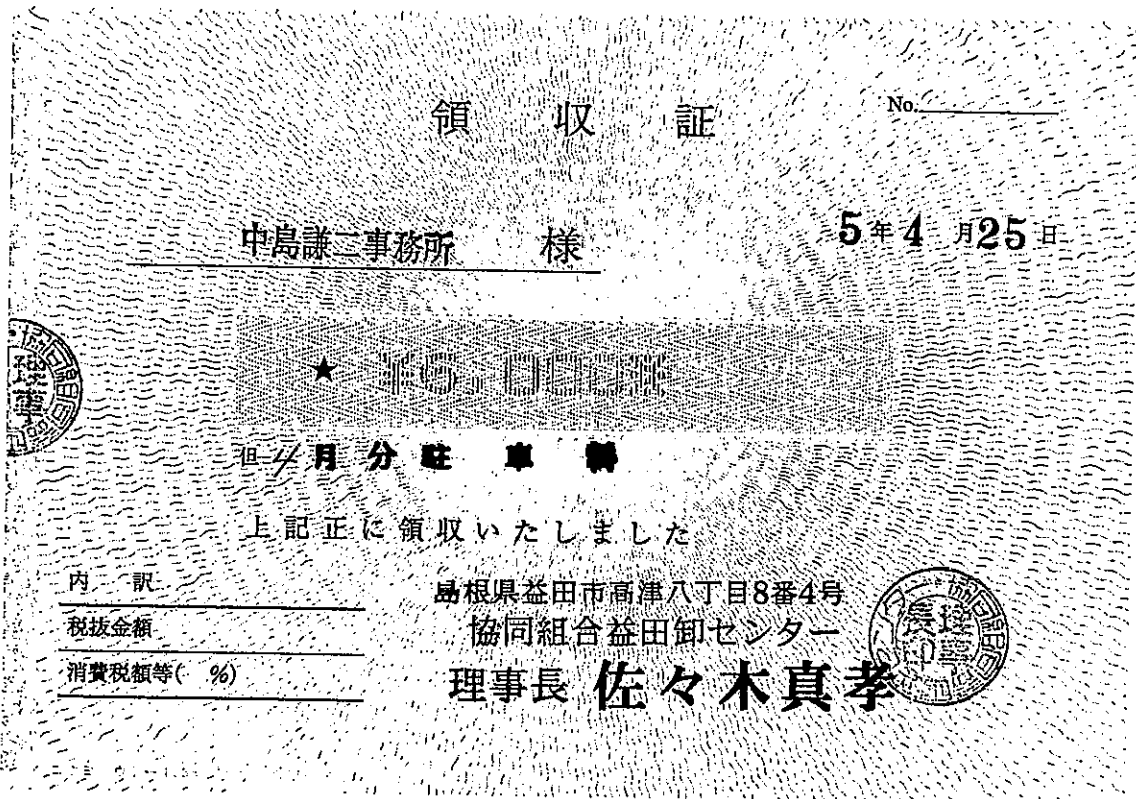 領 収 証
No.
中島謙二事務所 様
5年4月25日
★ ¥6,000※
但 4月分 駐 車 料
上記正に領収いたしました
内 訳
税抜金額
消費税額等( %)
島根県益田市高津八丁目8番4号
協同組合益田卸センター
理事長 佐々木真孝